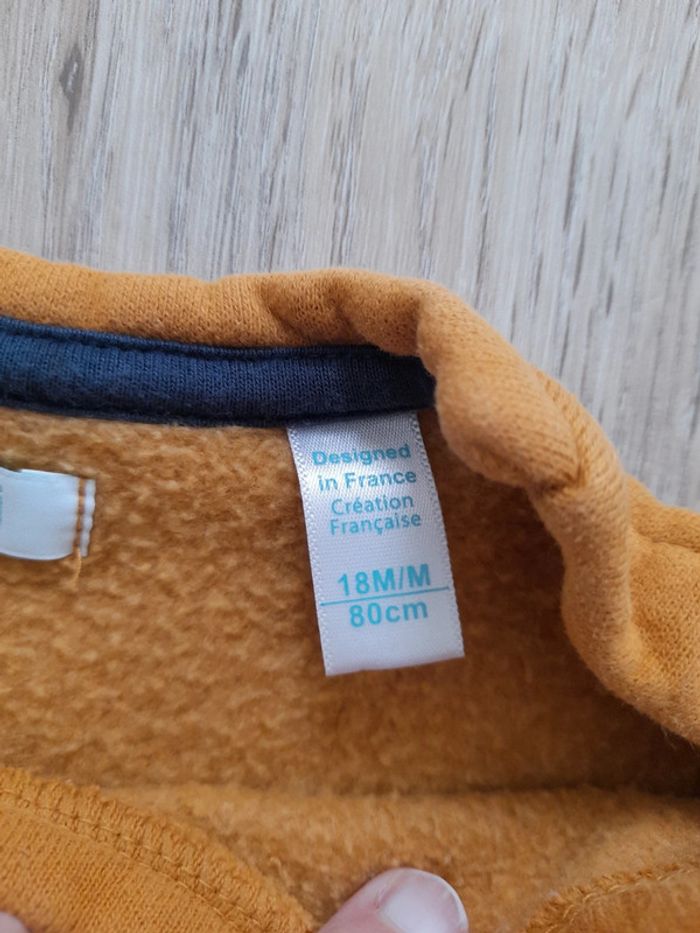 Designed
in France
Création
Française
18M/M
80cm